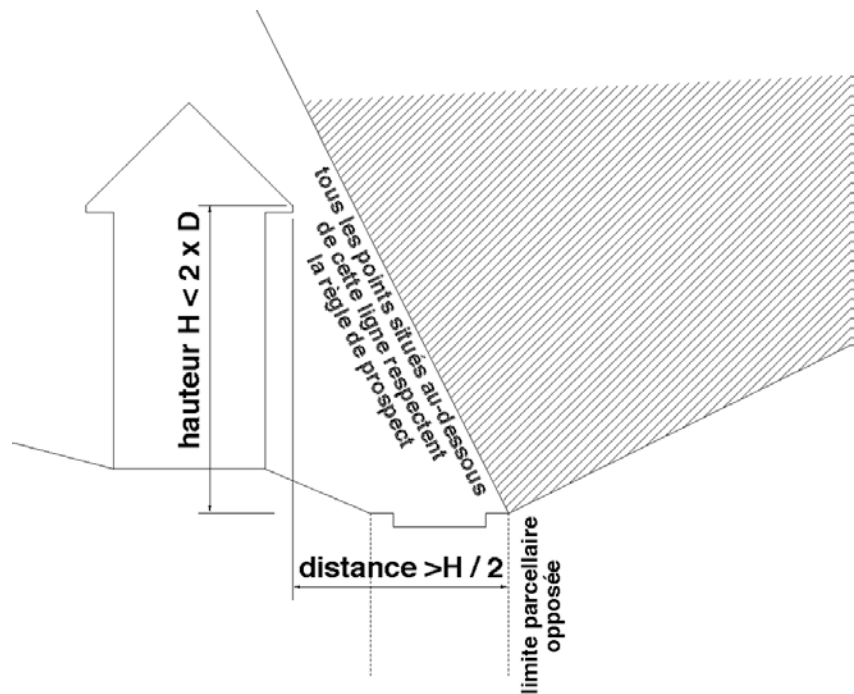 hauteur H < 2 x D
tous les points situés au-dessous
de cette ligne respectent
la règle de prospect
distance >H / 2
limite parcellaire
opposée